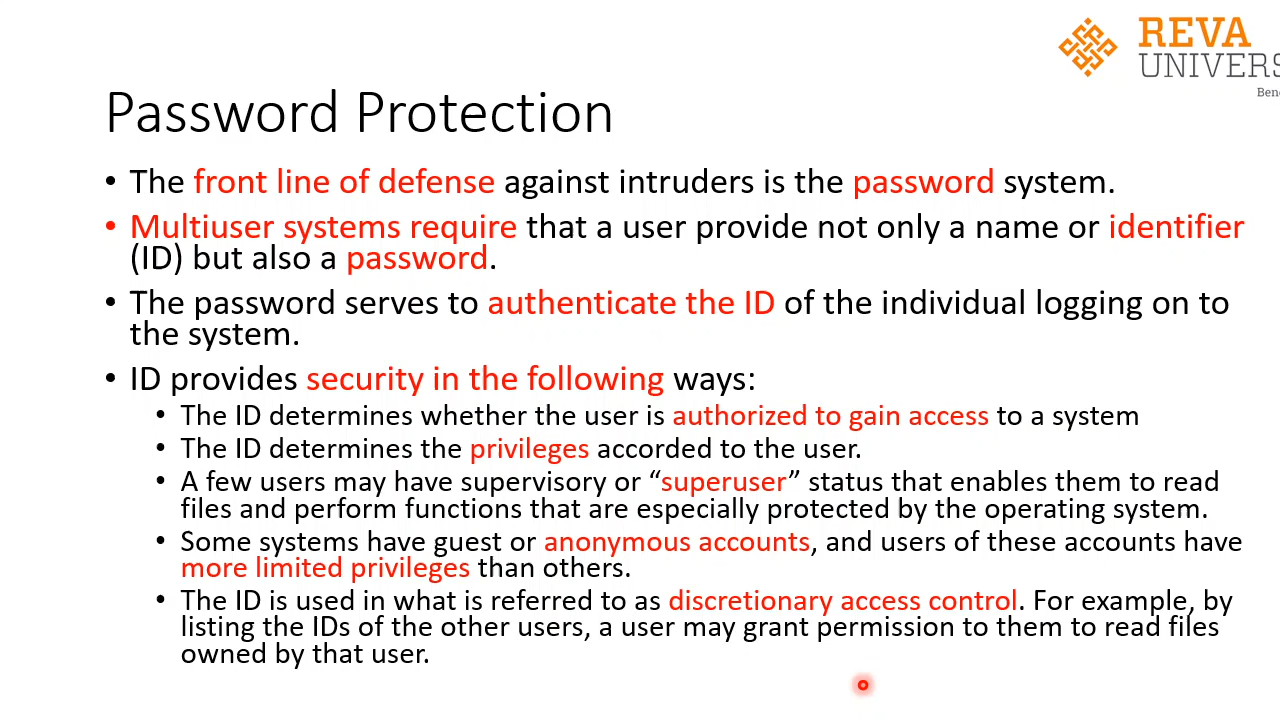 REVA
UNIVERS
Bene
Password Protection
• The front line of defense against intruders is the password system.
• Multiuser systems require that a user provide not only a name or identifier
(ID) but also a password.
• The password serves to authenticate the ID of the individual logging on to
the system.
• ID provides security in the following ways:
• The ID determines whether the user is authorized to gain access to a system
• The ID determines the privileges accorded to the user.
• A few users may have supervisory or “superuser” status that enables them to read
files and perform functions that are especially protected by the operating system.
• Some systems have guest or anonymous accounts, and users of these accounts have
more limited privileges than others.
• The ID is used in what is referred to as discretionary access control. For example, by
listing the IDs of the other users, a user may grant permission to them to read files
owned by that user.